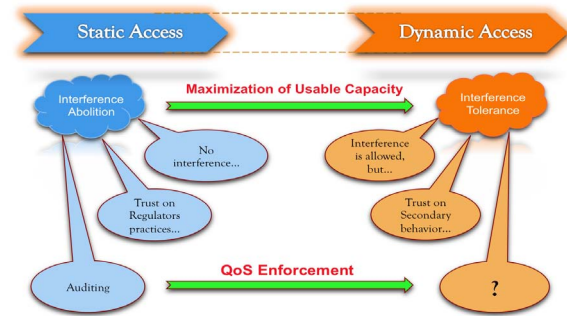 Static Access
Dynamic Access
Maximization of Usable Capacity
Interference
Abolition
Interference
Tolerance
No
interference...
Interference
is allowed,
but...
Trust on
Regulators
practices...
Trust on
Secondary
behavior...
QoS Enforcement
Auditing
?